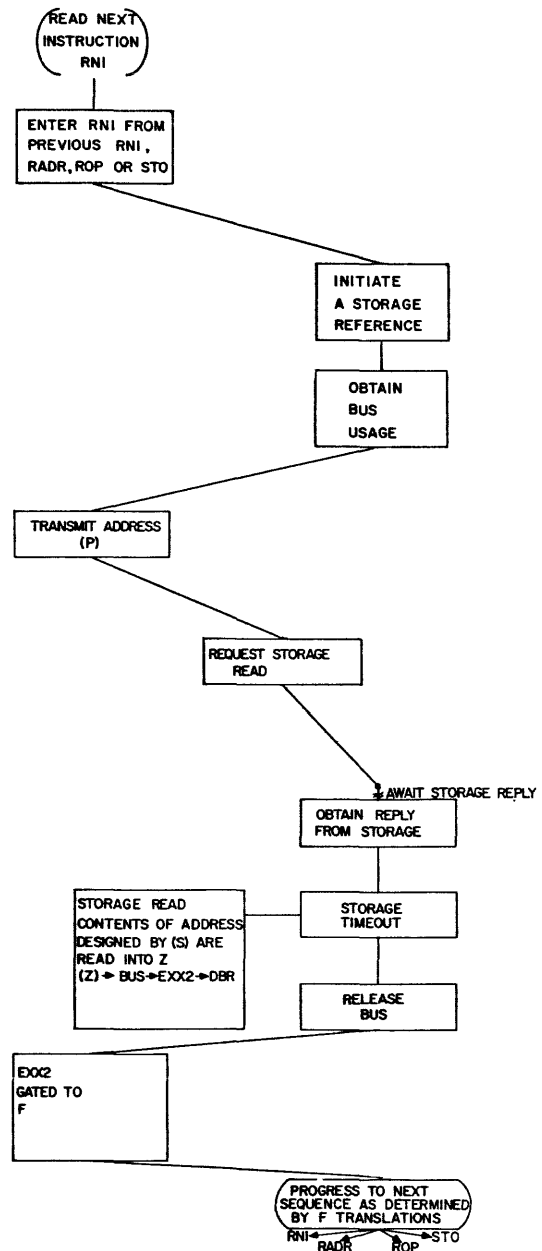 READ NEXT
INSTRUCTION
RNI
ENTER RNI FROM
PREVIOUS RNI,
RADR, ROP OR STO
INITIATE
A STORAGE
REFERENCE
OBTAIN
BUS
USAGE
TRANSMIT ADDRESS
(P)
REQUEST STORAGE
READ
AWAIT STORAGE REPLY
OBTAIN REPLY
FROM STORAGE
STORAGE READ
CONTENTS OF ADDRESS
DESIGNED BY (S) ARE
READ INTO Z
(Z)→ BUS→EXX2→DBR
STORAGE
TIMEOUT
RELEASE
BUS
EXX2
GATED TO
F
PROGRESS TO NEXT
SEQUENCE AS DETERMINED
BY F TRANSLATIONS
RNI STO
RADR ROP